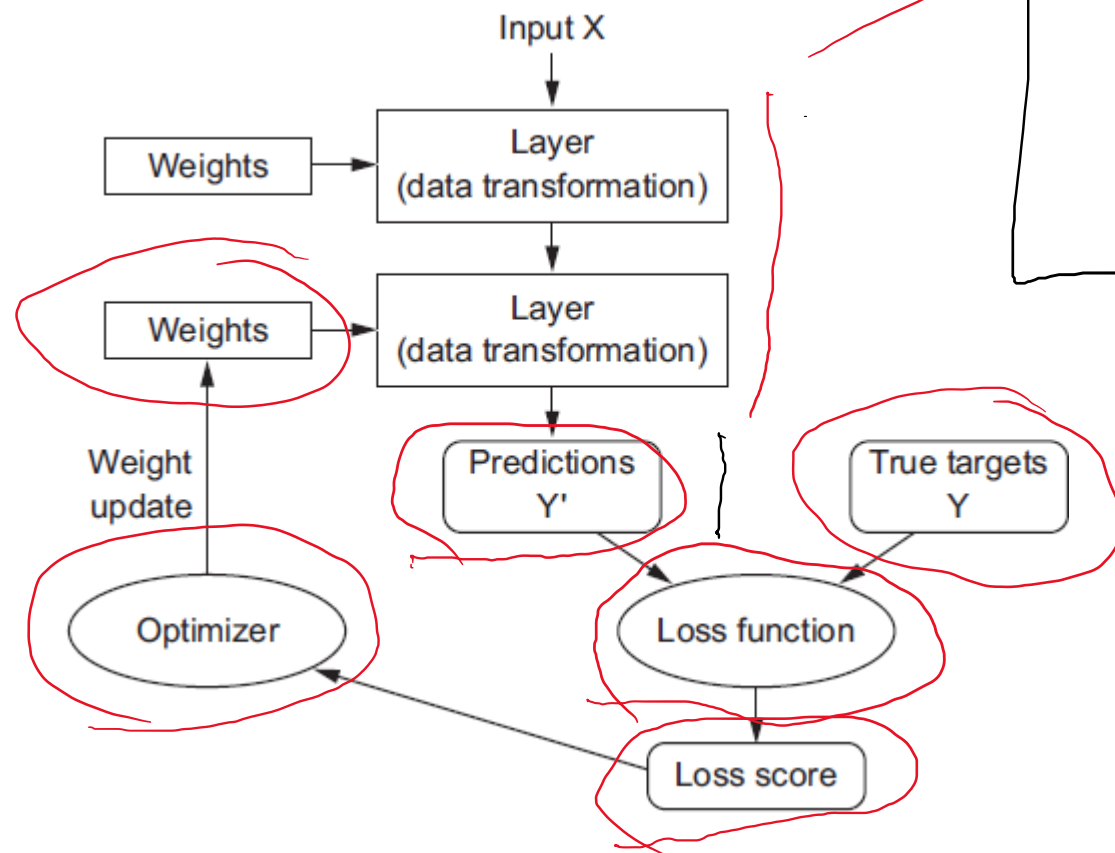 Input X
Layer
(data transformation)
Weights
Layer
(data transformation)
Weights
Predictions
Y'
True targets
Y
Weight
update
Optimizer
Loss function
Loss score